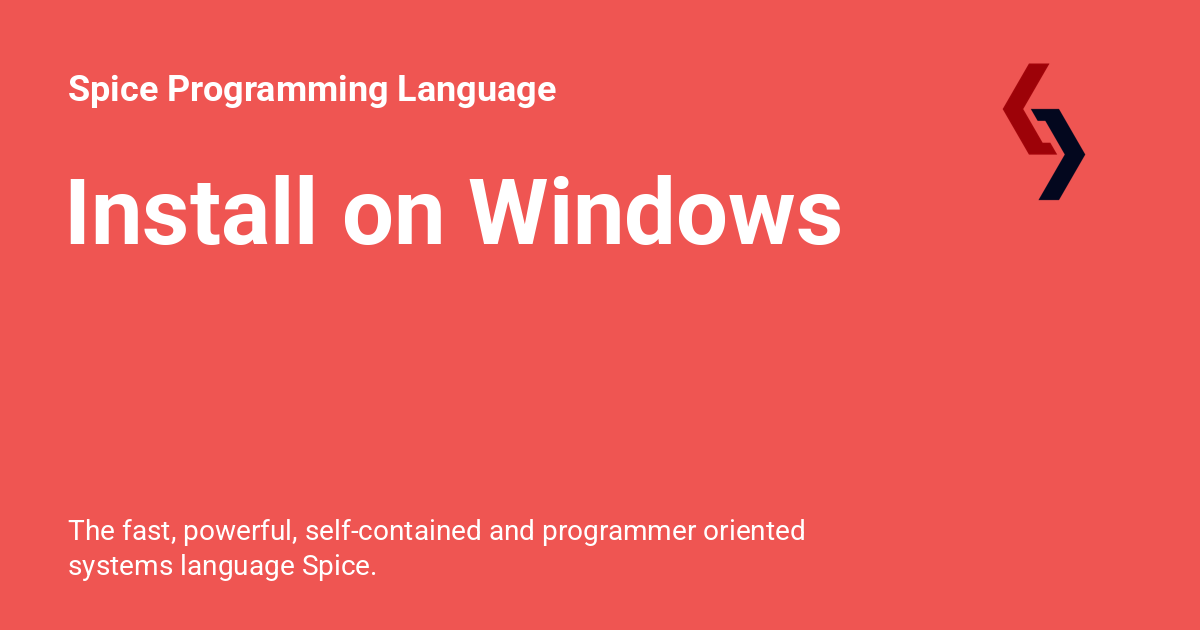 Spice Programming Language
Install on Windows
The fast, powerful, self-contained and programmer oriented
systems language Spice.